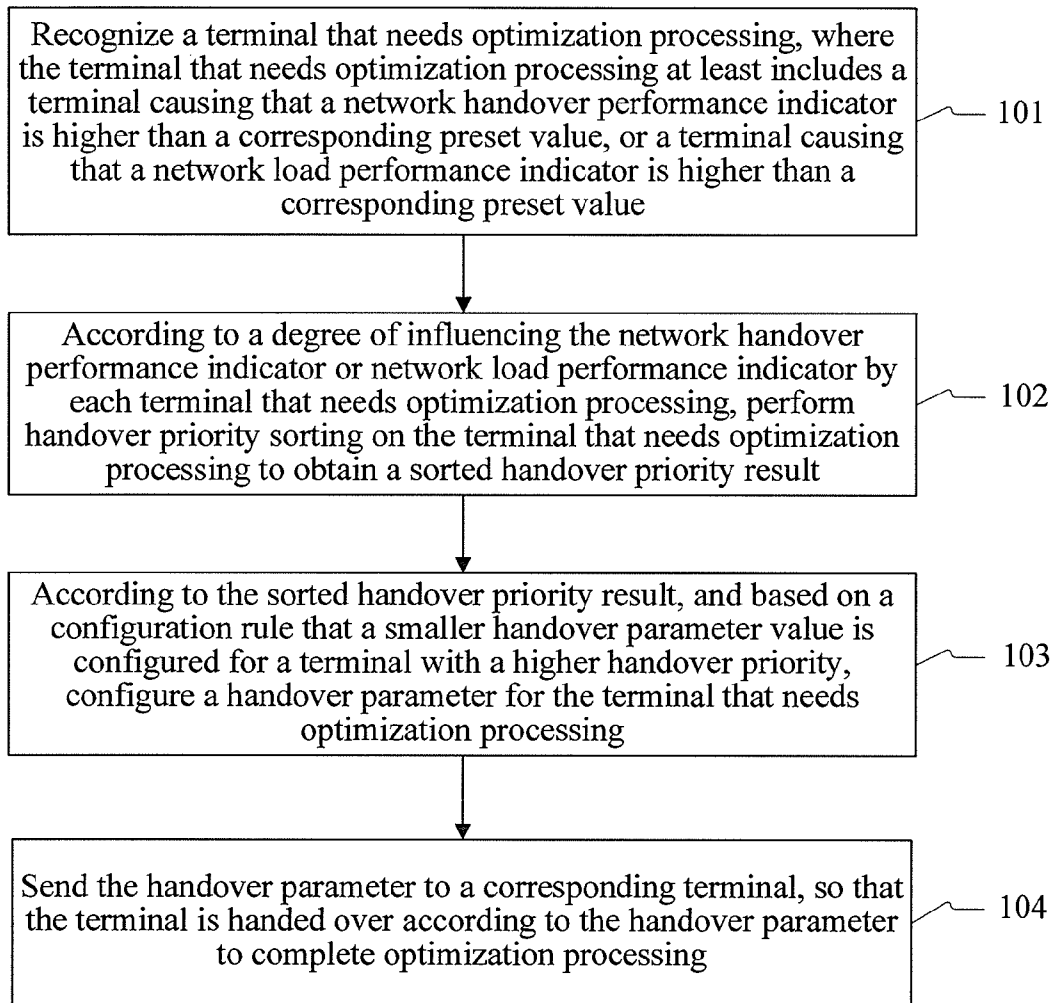 Recognize a terminal that needs optimization processing, where
the terminal that needs optimization processing at least includes a
terminal causing that a network handover performance indicator
is higher than a corresponding preset value, or a terminal causing
that a network load performance indicator is higher than a
corresponding preset value
101
According to a degree of influencing the network handover
performance indicator or network load performance indicator by
each terminal that needs optimization processing, perform
handover priority sorting on the terminal that needs optimization
processing to obtain a sorted handover priority result
102
According to the sorted handover priority result, and based on a
configuration rule that a smaller handover parameter value is
configured for a terminal with a higher handover priority,
configure a handover parameter for the terminal that needs
optimization processing
103
Send the handover parameter to a corresponding terminal, so that
the terminal is handed over according to the handover parameter
to complete optimization processing
104